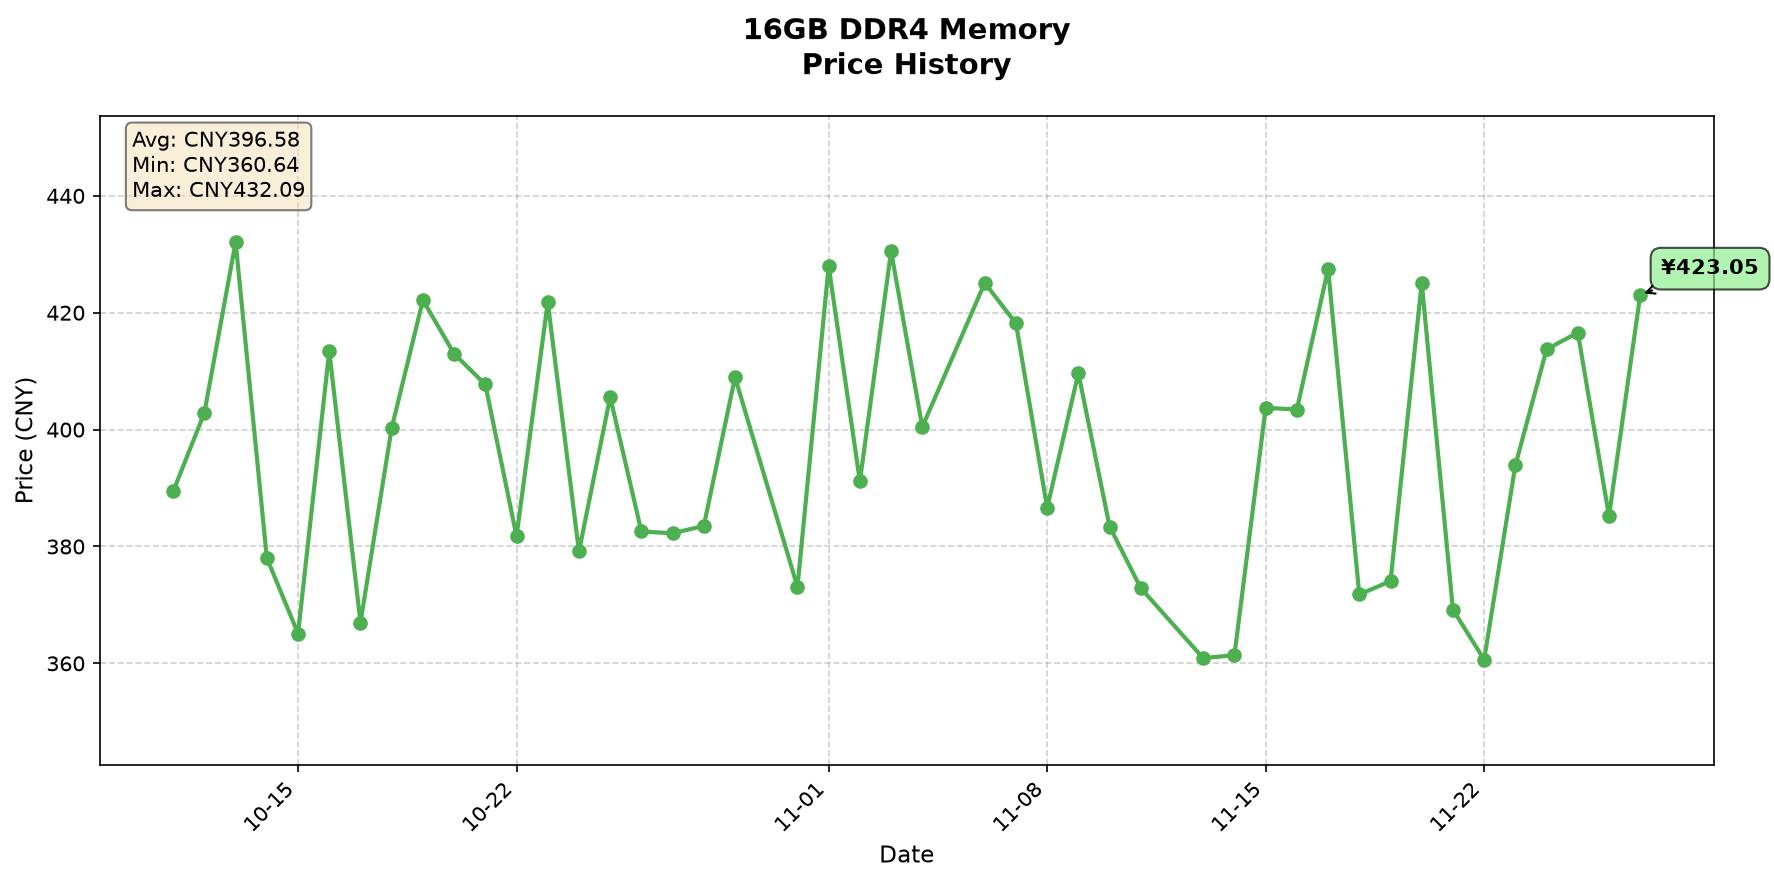 16GB DDR4 Memory
Price History
Avg: CNY396.58
Min: CNY360.64
Max: CNY432.09
¥423.05
Price (CNY)
440
420
400
380
360
10-15
10-22
11-01
11-08
11-15
11-22
Date